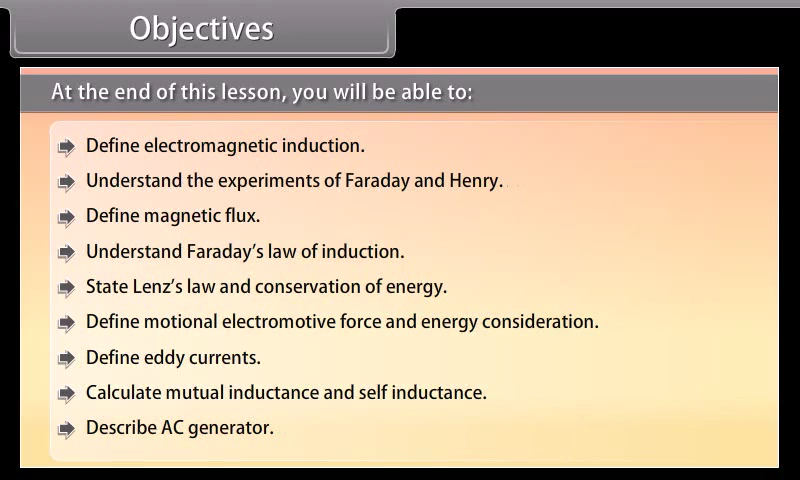 Objectives
At the end of this lesson, you will be able to:
Define electromagnetic induction.
Understand the experiments of Faraday and Henry.
Define magnetic flux.
Understand Faraday's law of induction.
State Lenz's law and conservation of energy.
Define motional electromotive force and energy consideration.
Define eddy currents.
Calculate mutual inductance and self inductance.
Describe AC generator.